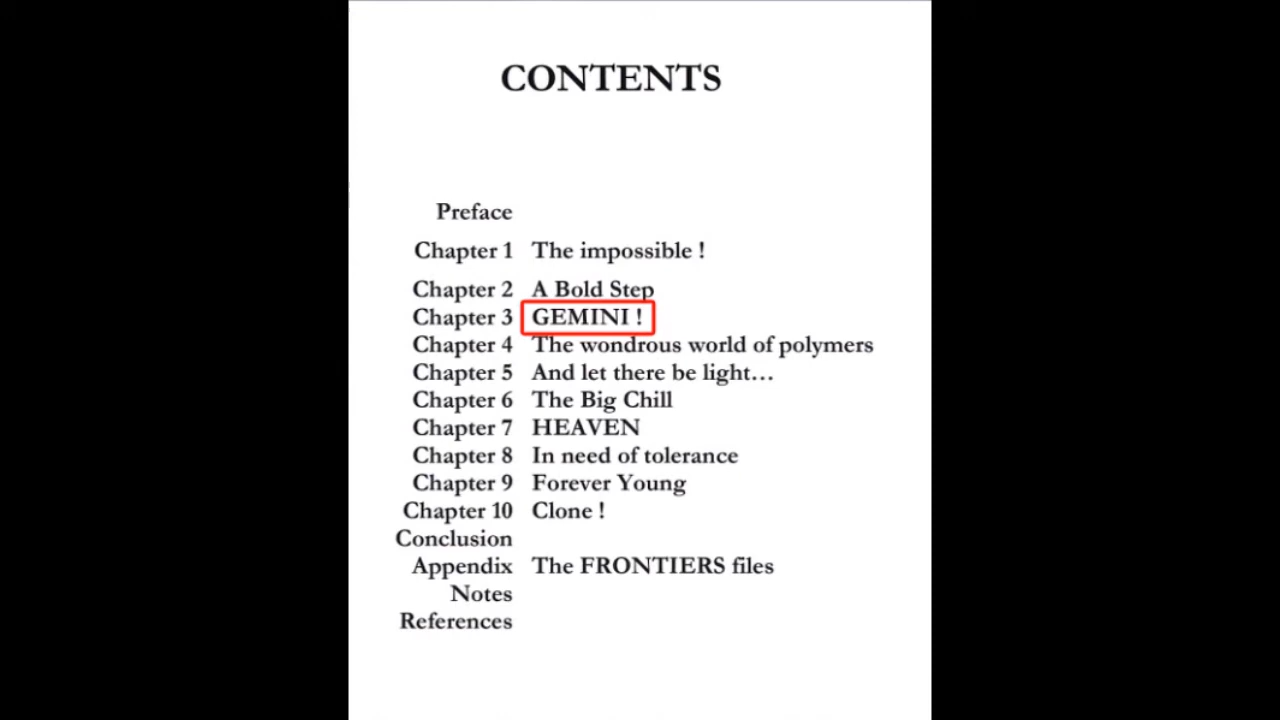 CONTENTS
Preface
Chapter 1 The impossible !
Chapter 2 A Bold Step
Chapter 3 GEMINI !
Chapter 4 The wondrous world of polymers
Chapter 5 And let there be light…
Chapter 6 The Big Chill
Chapter 7 HEAVEN
Chapter 8 In need of tolerance
Chapter 9 Forever Young
Chapter 10 Clone !
Conclusion
Appendix The FRONTIERS files
Notes
References